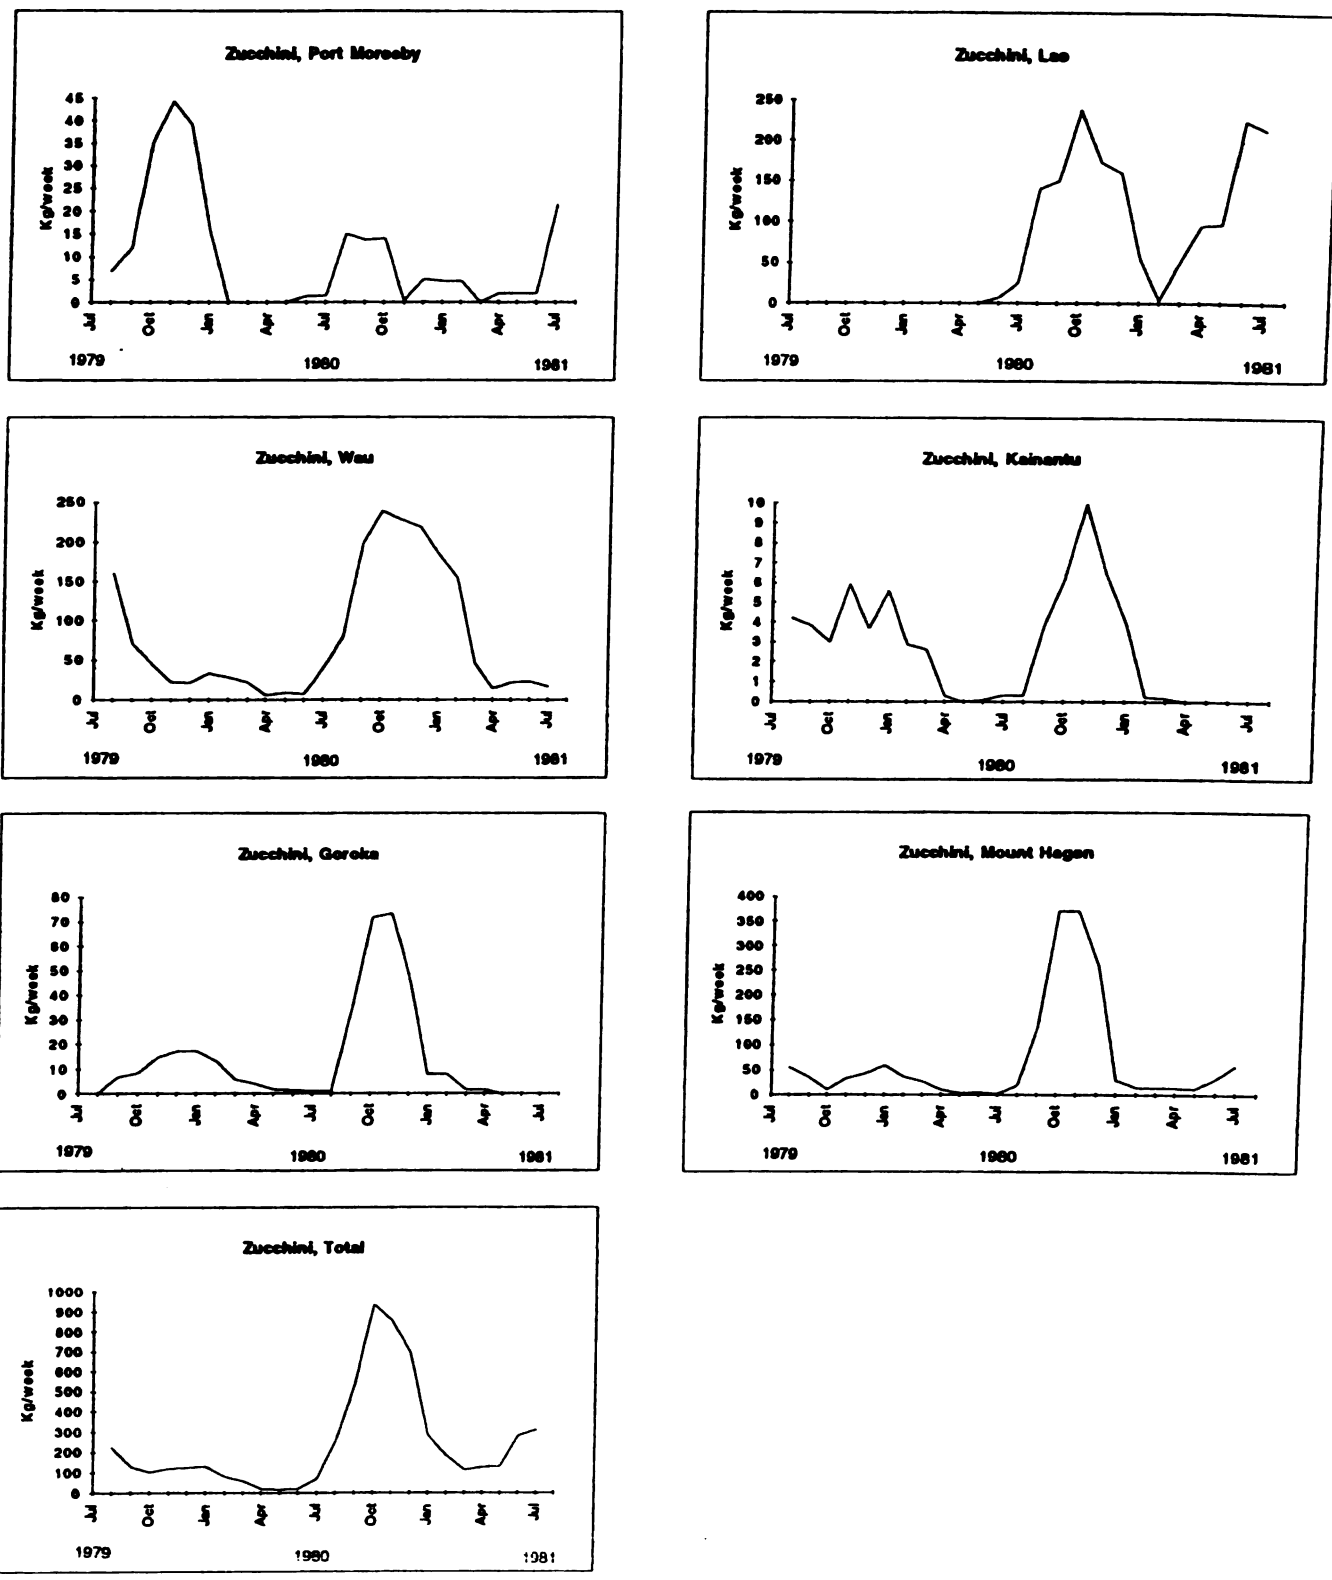 Zucchini, Port Moresby
45
40
35
30
25
20
15
10
5
0
Kg/week
Jul Oct Jan Apr Jul Oct Jan Apr Jul
1979 1980 1981
Zucchini, Lae
250
200
150
100
50
0
Kg/week
Jul Oct Jan Apr Jul Oct Jan Apr Jul
1979 1980 1981
Zucchini, Wau
250
200
150
100
50
0
Kg/week
Jul Oct Jan Apr Jul Oct Jan Apr Jul
1979 1980 1981
Zucchini, Kainantu
10
9
8
7
6
5
4
3
2
1
0
Kg/week
Jul Oct Jan Apr Jul Oct Jan Apr Jul
1979 1980 1981
Zucchini, Goroka
80
70
60
50
40
30
20
10
0
Kg/week
Jul Oct Jan Apr Jul Oct Jan Apr Jul
1979 1980 1981
Zucchini, Mount Hagen
400
350
300
250
200
150
100
50
0
Kg/week
Jul Oct Jan Apr Jul Oct Jan Apr Jul
1979 1980 1981
Zucchini, Total
1000
900
800
700
600
500
400
300
200
100
0
Kg/week
Jul Oct Jan Apr Jul Oct Jan Apr Jul
1979 1980 1981